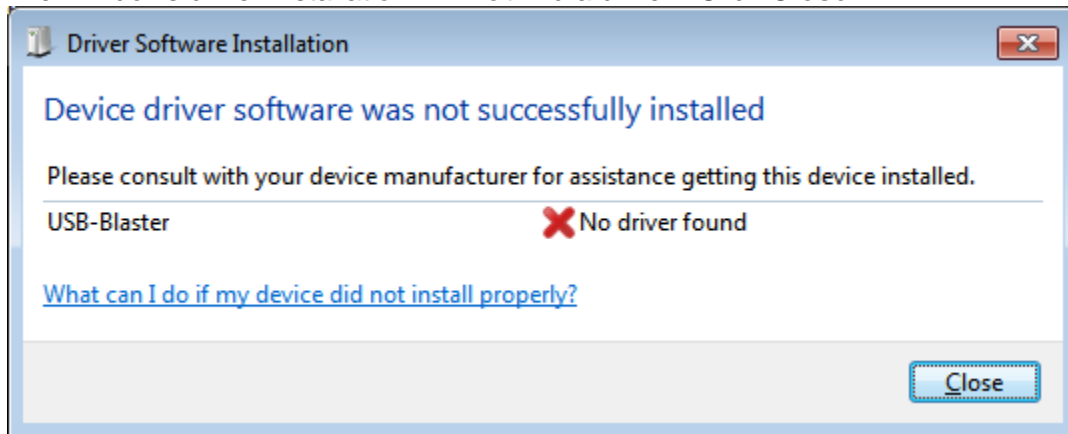 Driver Software Installation
Device driver software was not successfully installed
Please consult with your device manufacturer for assistance getting this device installed.
USB-Blaster No driver found
What can I do if my device did not install properly?
Close